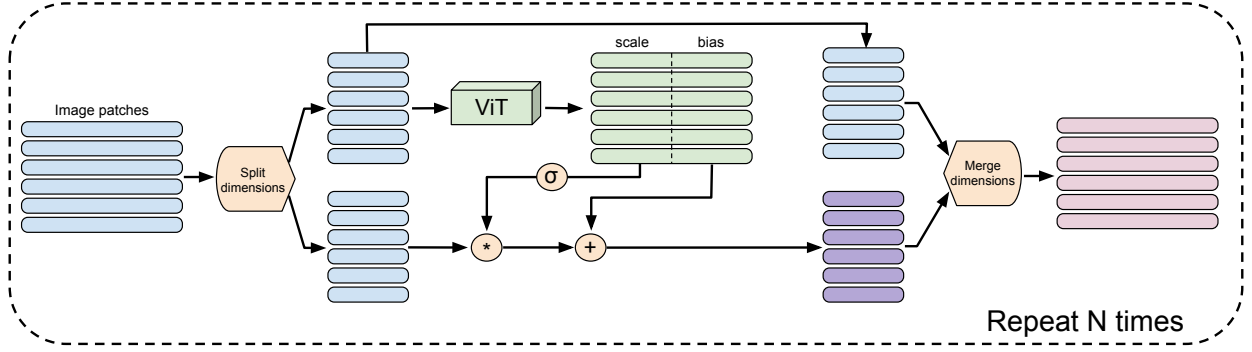 Image patches
Split
dimensions
ViT
scale
bias
σ
*
+
Merge
dimensions
Repeat N times